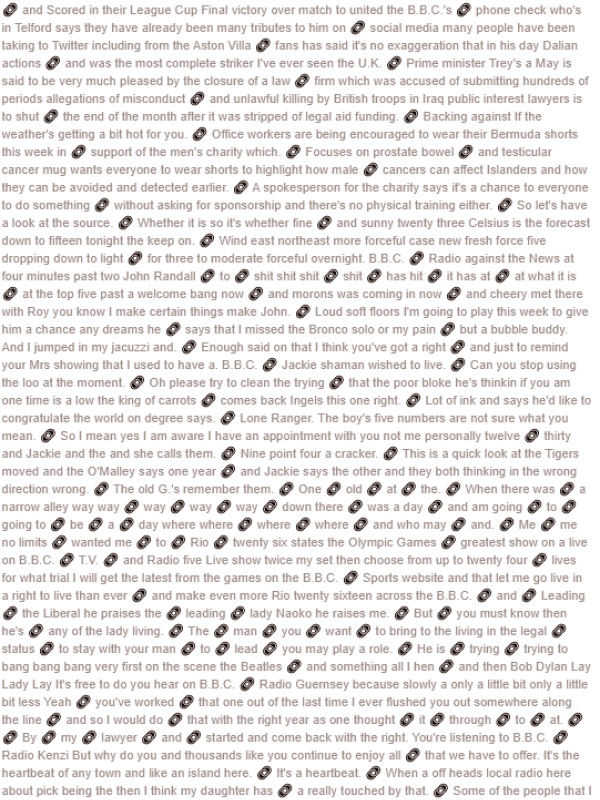 and Scored in their League Cup Final victory over match to united the B.B.C.'s phone check who's
in Telford says they have already been many tributes to him on social media many people have been
taking to Twitter including from the Aston Villa fans has said it's no exaggeration that in his day Dalian
actions and was the most complete striker I've ever seen the U.K. Prime minister Trey's a May is
said to be very much pleased by the closure of a law firm which was accused of submitting hundreds of
periods allegations of misconduct and unlawful killing by British troops in Iraq public interest lawyers is
to shut the end of the month after it was stripped of legal aid funding. Backing against If the
weather's getting a bit hot for you. Office workers are being encouraged to wear their Bermuda shorts
this week in support of the men's charity which. Focuses on prostate bowel and testicular
cancer mug wants everyone to wear shorts to highlight how male cancers can affect Islanders and how
they can be avoided and detected earlier. A spokesperson for the charity says it's a chance to everyone
to do something without asking for sponsorship and there's no physical training either. So let's have
a look at the source. Whether it is so it's whether fine and sunny twenty three Celsius is the forecast
down to fifteen tonight the keep on. Wind east northeast more forceful case new fresh force five
dropping down to light for three to moderate forceful overnight. B.B.C. Radio against the News at
four minutes past two John Randall to shit shit shit shit has hit it has at at what it is
at the top five past a welcome bang now and morons was coming in now and cheery met there
with Roy you know I make certain things make John. Loud soft floors I'm going to play this week to give
him a chance any dreams he says that I missed the Bronco solo or my pain but a bubble buddy.
And I jumped in my jacuzzi and. Enough said on that I think you've got a right and just to remind
your Mrs showing that I used to have a. B.B.C. Jackie shaman wished to live. Can you stop using
the loo at the moment. Oh please try to clean the trying that the poor bloke he's thinkin if you am
one time is a low the king of carrots comes back Ingels this one right. Lot of ink and says he'd like to
congratulate the world on degree says. Lone Ranger. The boy's five numbers are not sure what you
mean. So I mean yes I am aware I have an appointment with you not me personally twelve thirty
and Jackie and the and she calls them. Nine point four a cracker. This is a quick look at the Tigers
moved and the O'Malley says one year and Jackie says the other and they both thinking in the wrong
direction wrong. The old G.'s remember them. One old at the. When there was a
narrow alley way way way way way down there was a day and am going to
going to be a day where where where where and who may and. Me me
no limits wanted me to Rio twenty six states the Olympic Games greatest show on a live
on B.B.C. T.V. and Radio five Live show twice my set then choose from up to twenty four lives
for what trial I will get the latest from the games on the B.B.C. Sports website and that let me go live in
a right to live than ever and make even more Rio twenty sixteen across the B.B.C. and Leading
the Liberal he praises the leading lady Naoko he raises me. But you must know then
he's any of the lady living. The man you want to bring to the living in the legal
status to stay with your man to lead you may play a role. He is trying trying to
bang bang bang very first on the scene the Beatles and something all I hen and then Bob Dylan Lay
Lady Lay It's free to do you hear on B.B.C. Radio Guernsey because slowly a only a little bit only a little
bit less Yeah you've worked that one out of the last time I ever flushed you out somewhere along
the line and so I would do that with the right year as one thought it through to at.
By my lawyer and started and come back with the right. You're listening to B.B.C.
Radio Kenzi But why do you and thousands like you continue to enjoy all that we have to offer. It's the
heartbeat of any town and like an island here. It's a heartbeat. When a off heads local radio here
about pick being the then I think my daughter has a really touched by that. Some of the people that I